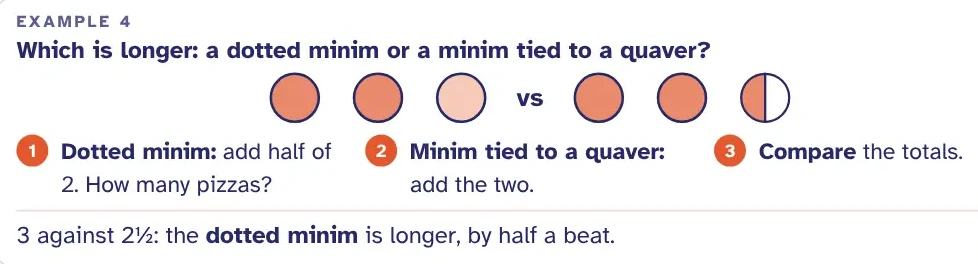 EXAMPLE 4
Which is longer: a dotted minim or a minim tied to a quaver?
vs
1 Dotted minim: add half of
2. How many pizzas?
2 Minim tied to a quaver:
add the two.
3 Compare the totals.
3 against 2½: the dotted minim is longer, by half a beat.